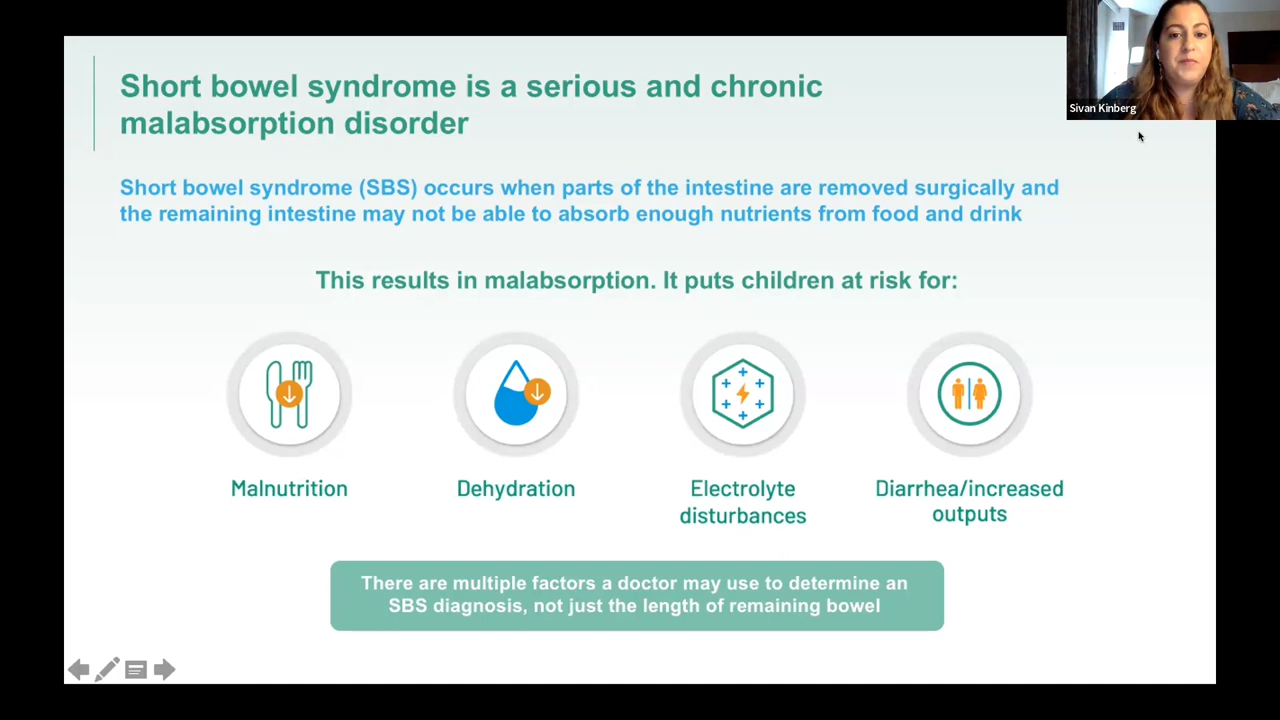 Short bowel syndrome is a serious and chronic
malabsorption disorder
Sivan Kinberg
Short bowel syndrome (SBS) occurs when parts of the intestine are removed surgically and
the remaining intestine may not be able to absorb enough nutrients from food and drink
This results in malabsorption. It puts children at risk for:
Malnutrition
Dehydration
Electrolyte
disturbances
Diarrhea/increased
outputs
There are multiple factors a doctor may use to determine an
SBS diagnosis, not just the length of remaining bowel